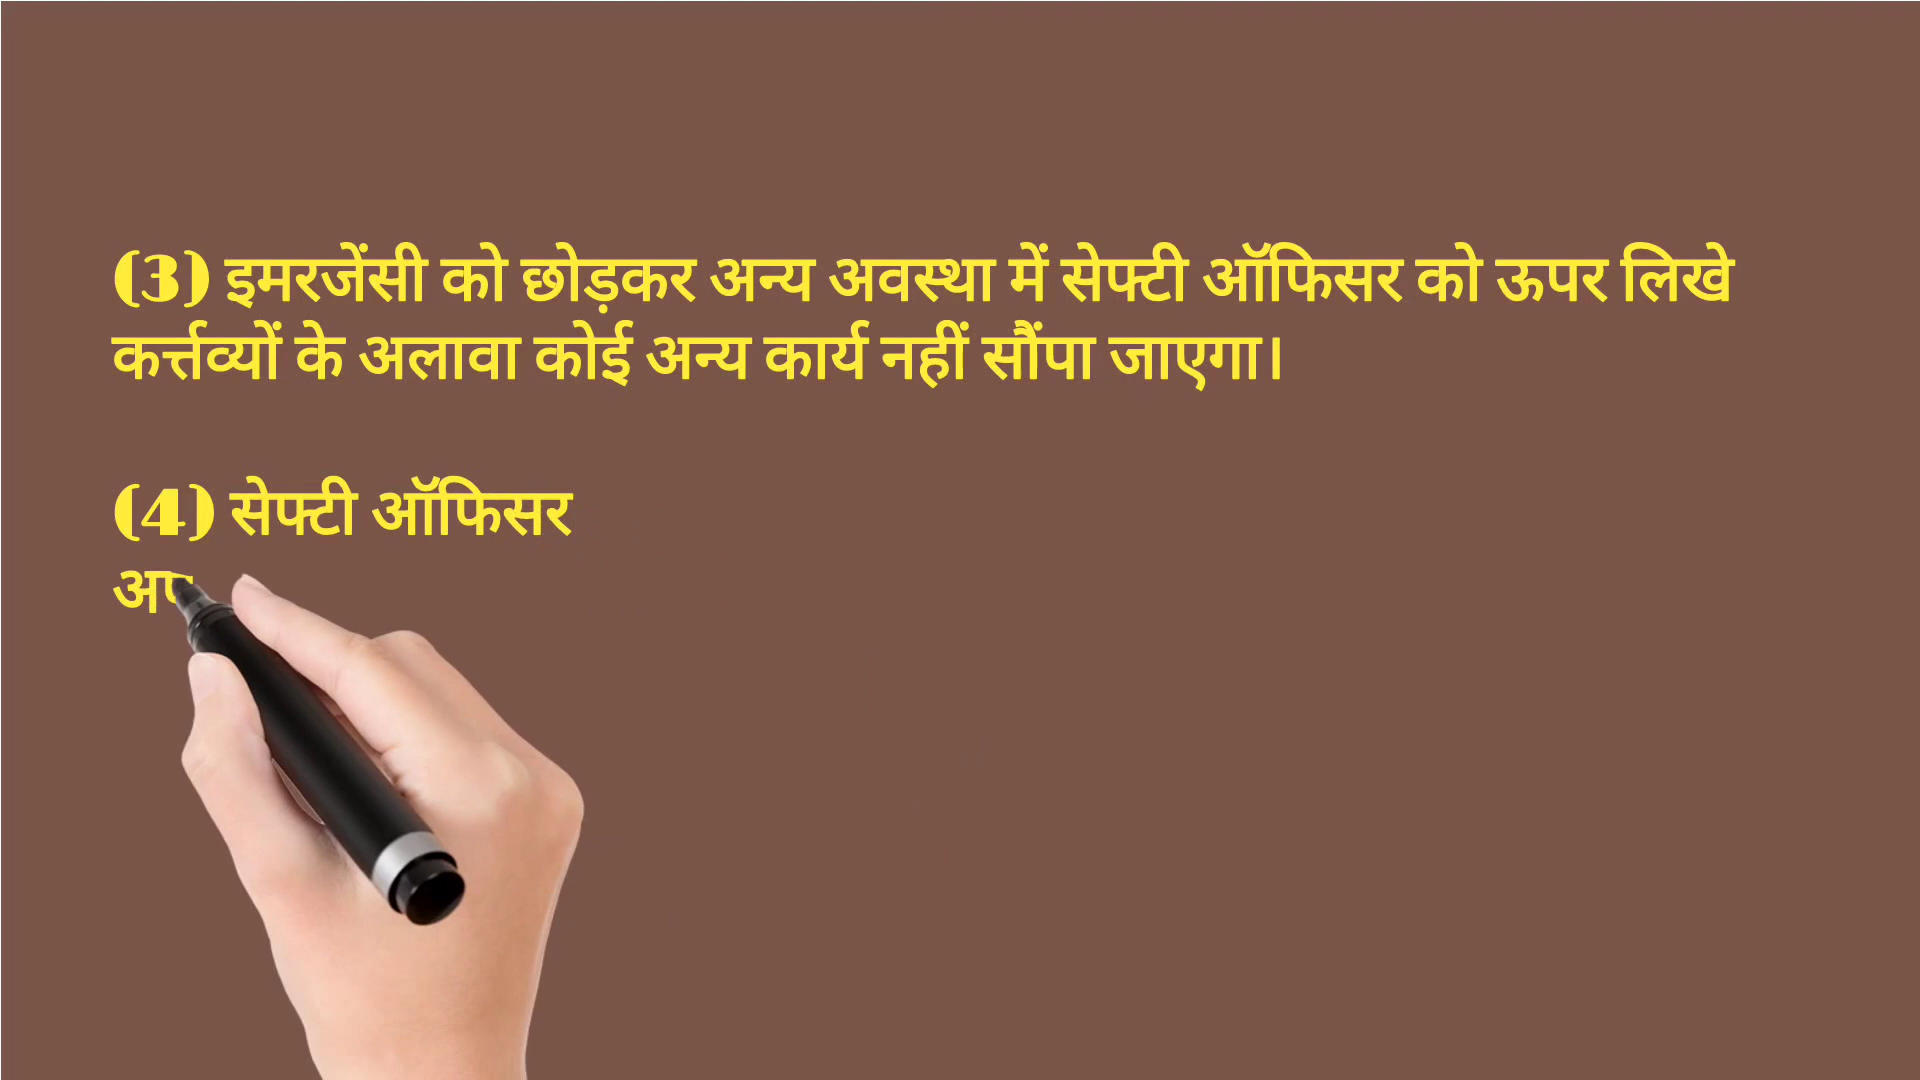 (3) इमरजेंसी को छोड़कर अन्य अवस्था में सेफ्टी ऑफिसर को ऊपर लिखे
कर्त्तव्यों के अलावा कोई अन्य कार्य नहीं सौंपा जाएगा।
(4) सेफ्टी ऑफिसर